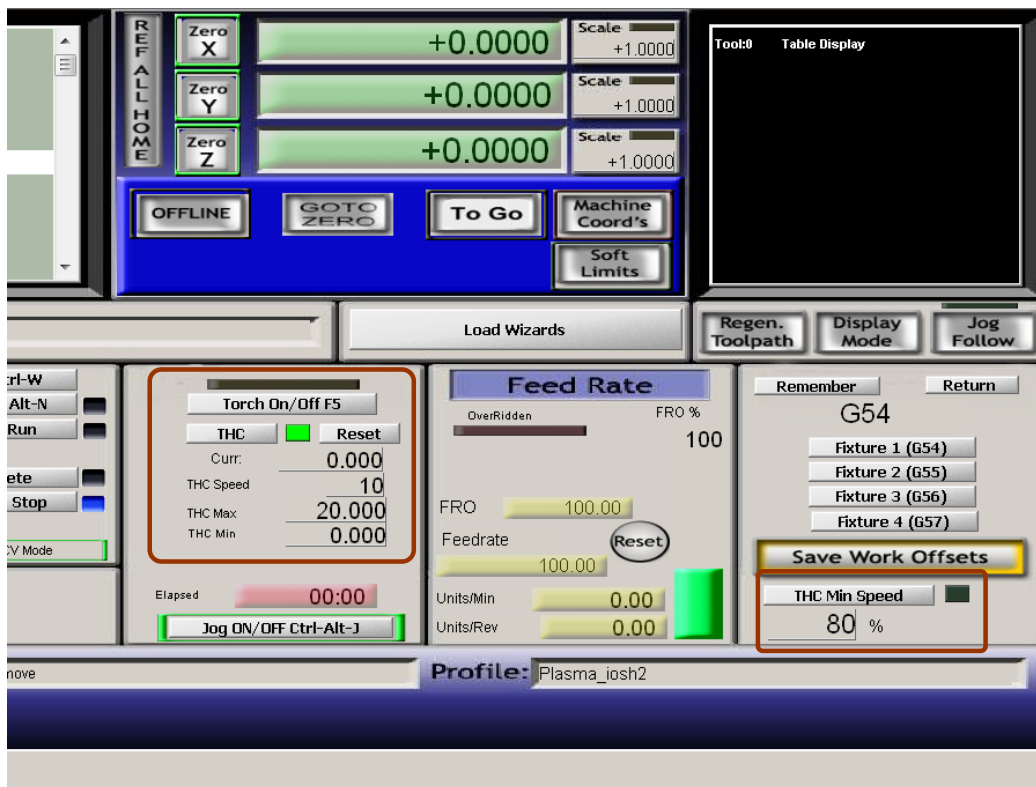 REF ALL HOME
Zero X
+0.0000
Scale
+1.0000
Zero Y
+0.0000
Scale
+1.0000
Zero Z
+0.0000
Scale
+1.0000
OFFLINE
GOTO ZERO
To Go
Machine Coord's
Soft Limits
Tool:0 Table Display
Load Wizards
Regen. Toolpath
Display Mode
Jog Follow
rl-W
Alt-N
Run
ete
Stop
CV Mode
Torch On/Off F5
THC
Reset
Curr: 0.000
THC Speed 10
THC Max 20.000
THC Min 0.000
Elapsed 00:00
Jog ON/OFF Ctrl-Alt-J
Feed Rate
OverRidden
FRO %
100
FRO 100.00
Feedrate
Reset
100.00
Units/Min 0.00
Units/Rev 0.00
Remember
Return
G54
Fixture 1 (G54)
Fixture 2 (G55)
Fixture 3 (G56)
Fixture 4 (G57)
Save Work Offsets
THC Min Speed
80 %
move
Profile: Plasma_iosh2